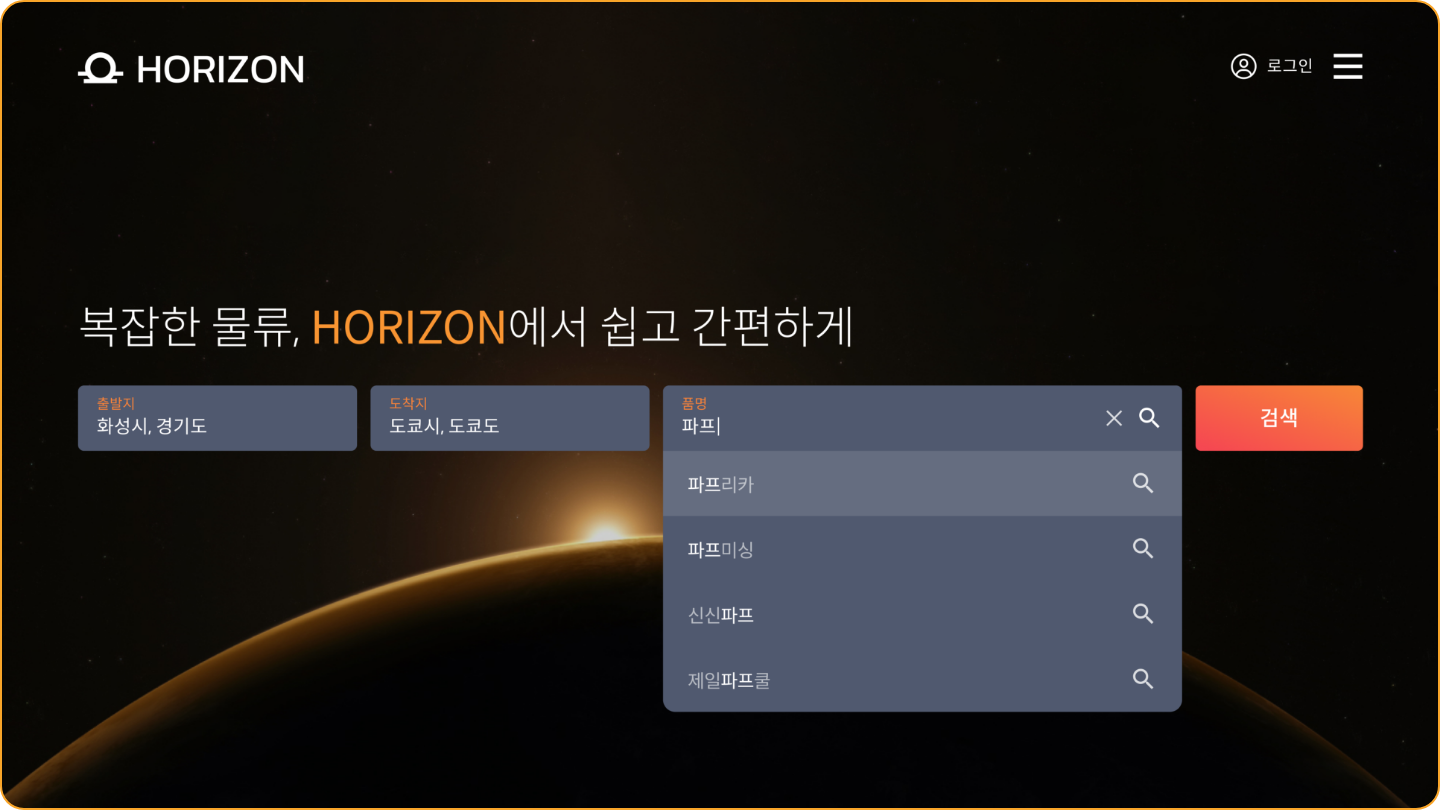 HORIZON
로그인
복잡한 물류, HORIZON에서 쉽고 간편하게
출발지
화성시, 경기도
도착지
도쿄시, 도쿄도
품명
파프
검색
파프리카
파프미싱
신신파프
제일파프쿨